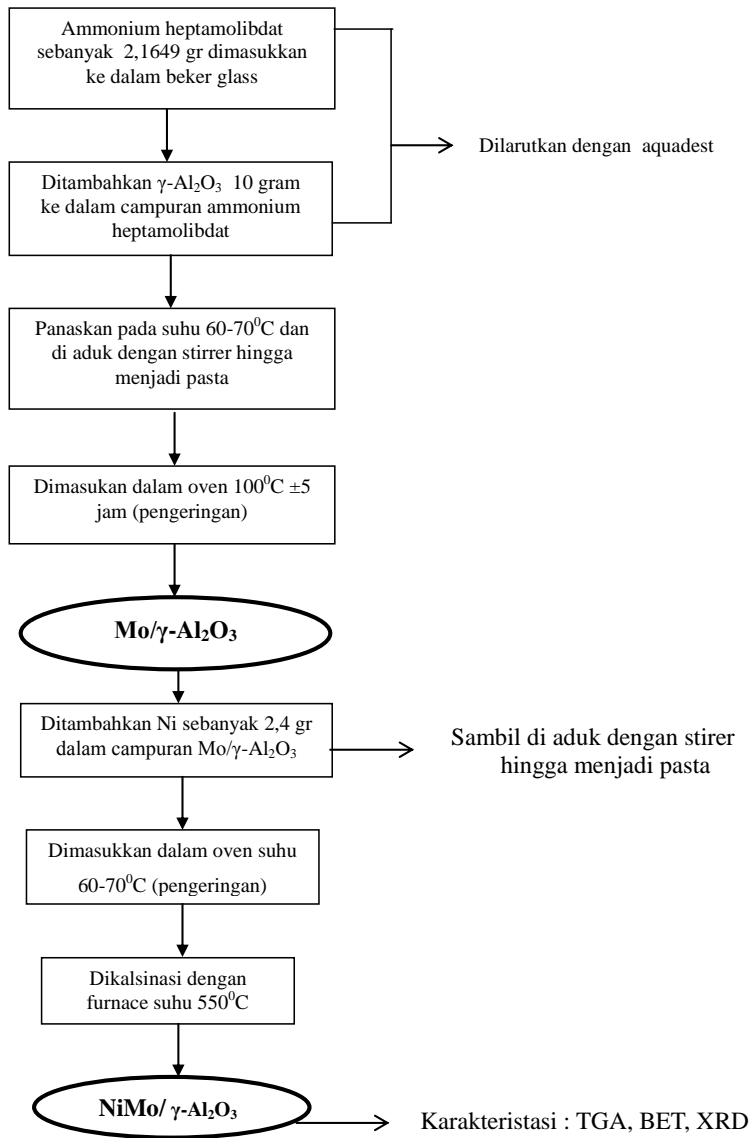 Ammonium heptamolibdat
sebanyak 2,1649 gr dimasukkan
ke dalam beker glass
Dilarutkan dengan aquadest
Ditambahkan γ-Al₂O₃ 10 gram
ke dalam campuran ammonium
heptamolibdat
Panaskan pada suhu 60-70⁰C dan
di aduk dengan stirrer hingga
menjadi pasta
Dimasukan dalam oven 100⁰C ±5
jam (pengeringan)
Mo/γ-Al₂O₃
Ditambahkan Ni sebanyak 2,4 gr
dalam campuran Mo/γ-Al₂O₃
Sambil di aduk dengan stirer
hingga menjadi pasta
Dimasukkan dalam oven suhu
60-70⁰C (pengeringan)
Dikalsinasi dengan
furnace suhu 550⁰C
NiMo/ γ-Al₂O₃
Karakteristasi : TGA, BET, XRD